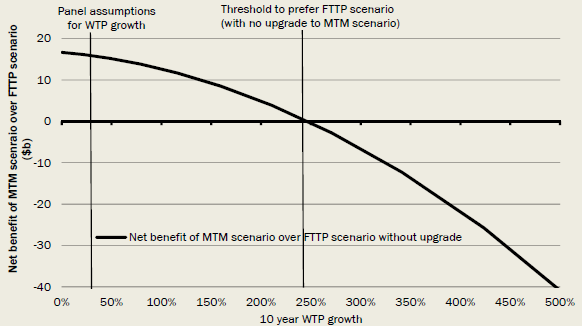 Panel assumptions
for WTP growth
Threshold to prefer FTTP scenario
(with no upgrade to MTM scenario)
Net benefit of MTM scenraio over FTTP scenario
($b)
20
10
0
-10
-20
-30
-40
Net benefit of MTM scenario over FTTP scenario without upgrade
0%
50%
100%
150%
200%
250%
300%
350%
400%
450%
500%
10 year WTP growth